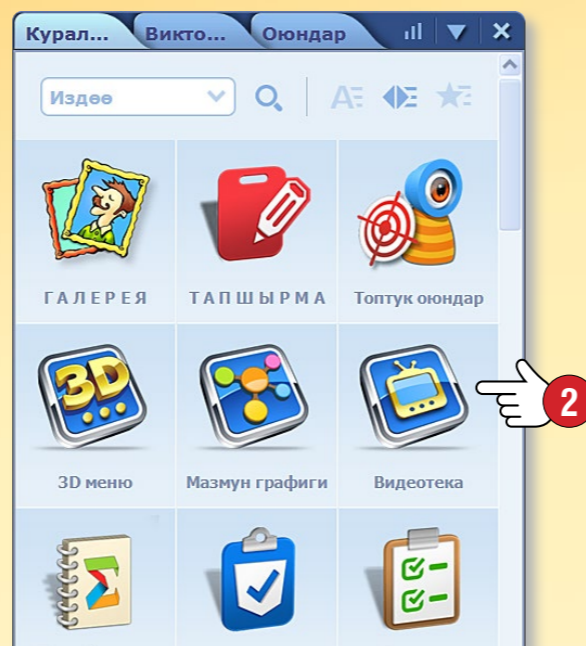 Курал... Викто... Оюндар
Издөө
ГАЛЕРЕЯ ТАПШЫРМА Топтук оюндар
3D
3D меню Мазмун графиги Видеотека
2
Σ